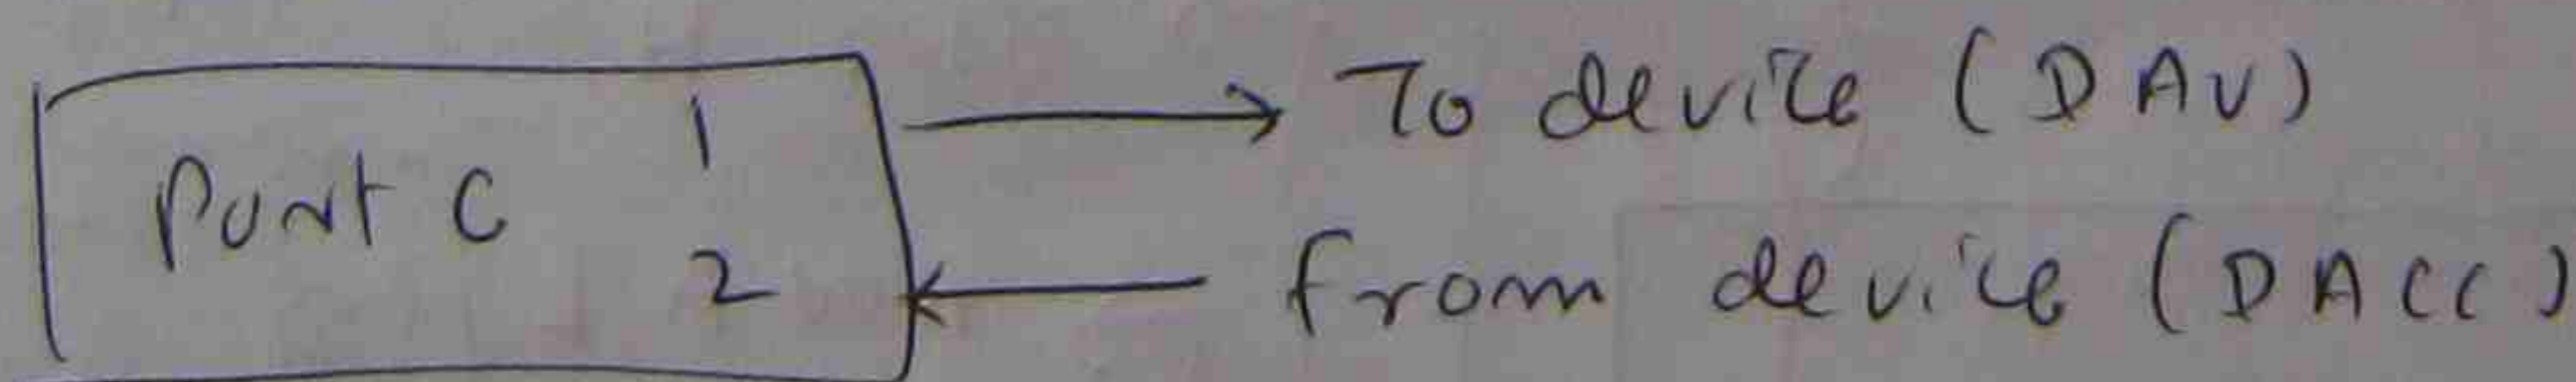 Port C 1 To device (DAV)
2 from device (DACC)